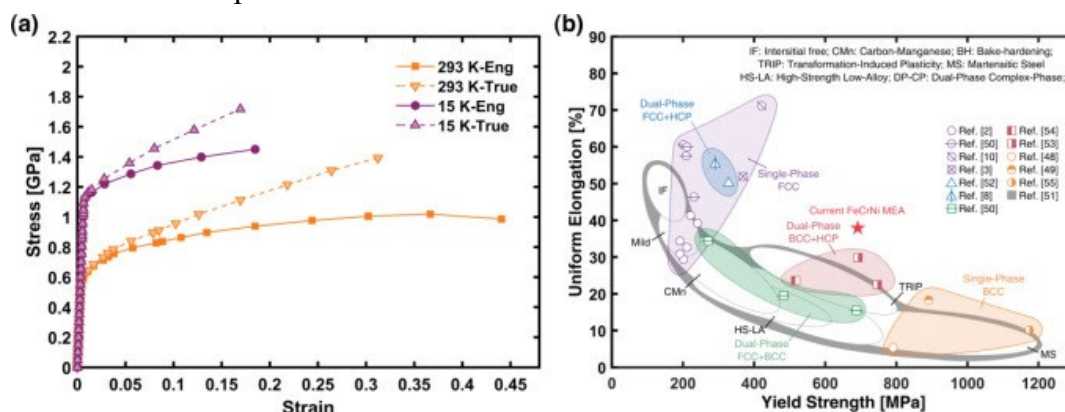 (a)
2.2
2
1.8
1.6
1.4
1.2
1
0.8
0.6
0.4
0.2
0
Stress [GPa]
293 K-Eng
293 K-True
15 K-Eng
15 K-True
0 0.05 0.1 0.15 0.2 0.25 0.3 0.35 0.4 0.45
Strain
(b)
90
80
70
60
50
40
30
20
10
0
Uniform Elongation [%]
IF: Intersitial free; CMn: Carbon-Manganese; BH: Bake-hardening;
TRIP: Transformation-Induced Plasticity; MS: Martensitic Steel
HS-LA: High-Strength Low-Alloy; DP-CP: Dual-Phase Complex-Phase;
Dual-Phase
FCC+HCP
Single-Phase
FCC
Ref. [2]
Ref. [50]
Ref. [10]
Ref. [3]
Ref. [52]
Ref. [8]
Ref. [50]
Ref. [54]
Ref. [53]
Ref. [48]
Ref. [49]
Ref. [55]
Ref. [51]
IF
Mild
Current FeCrNi MEA
Dual-Phase
BCC+HCP
CMn
TRIP
Single-Phase
BCC
HS-LA
Dual-Phase
FCC+BCC
MS
0 200 400 600 800 1000 1200
Yield Strength [MPa]